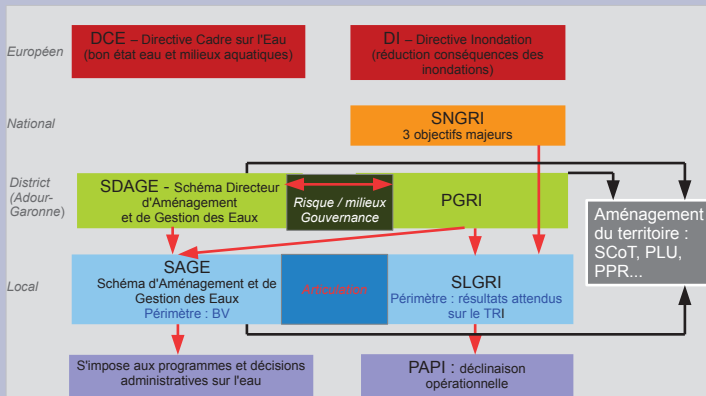 Européen
DCE – Directive Cadre sur l'Eau
(bon état eau et milieux aquatiques)
DI – Directive Inondation
(réduction conséquences des
inondations)
National
SNGRI
3 objectifs majeurs
District
(Adour-
Garonne)
SDAGE - Schéma Directeur
d'Aménagement
et de Gestion des Eaux
Risque / milieux
Gouvernance
PGRI
Aménagement
du territoire :
SCoT, PLU,
PPR...
Local
SAGE
Schéma d'Aménagement et de
Gestion des Eaux
Périmètre : BV
Articulation
SLGRI
Périmètre : résultats attendus
sur le TRI
S'impose aux programmes et décisions
administratives sur l'eau
PAPI : déclinaison
opérationnelle